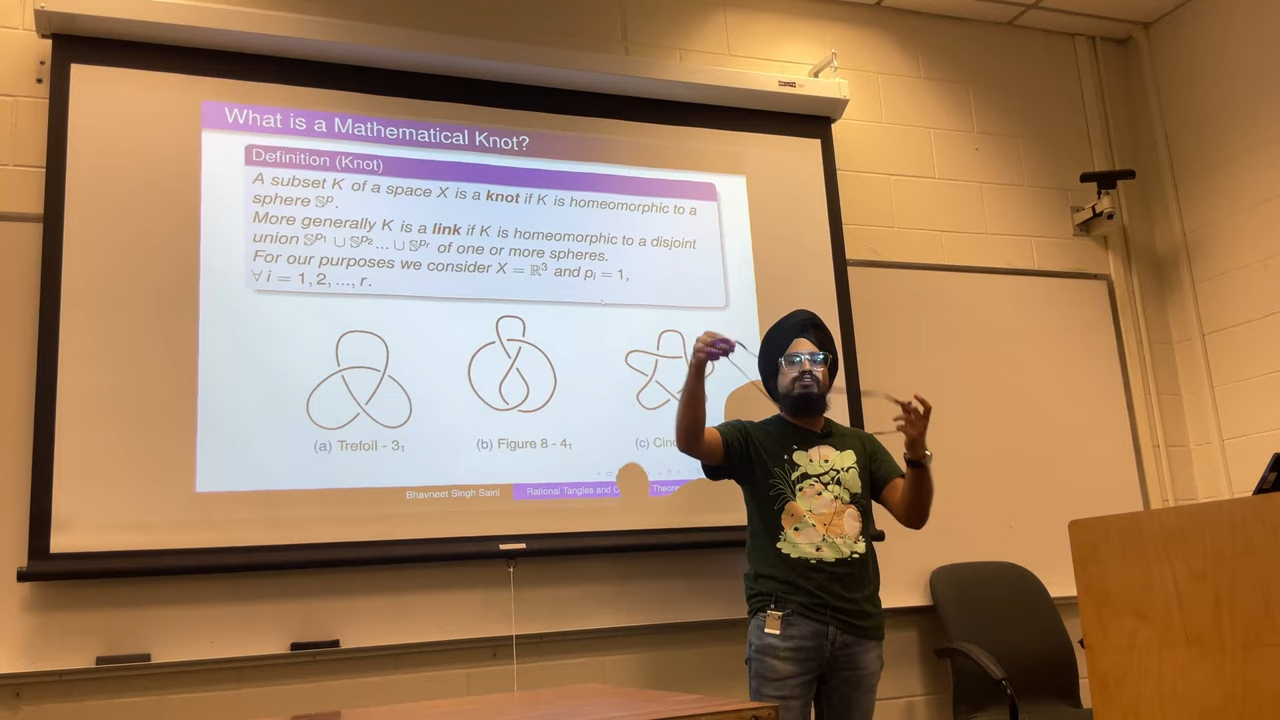 What is a Mathematical Knot?
Definition (Knot)
A subset K of a space X is a knot if K is homeomorphic to a
sphere 𝕊ᵖ.
More generally K is a link if K is homeomorphic to a disjoint
union 𝕊ᵖ¹ ∪ 𝕊ᵖ² ... ∪ 𝕊ᵖʳ of one or more spheres.
For our purposes we consider X = ℝ³ and pᵢ = 1,
∀ i = 1, 2, ..., r.
(a) Trefoil - 3₁
(b) Figure 8 - 4₁
(c)
Bhavneet Singh Saini
Rational Tangles and